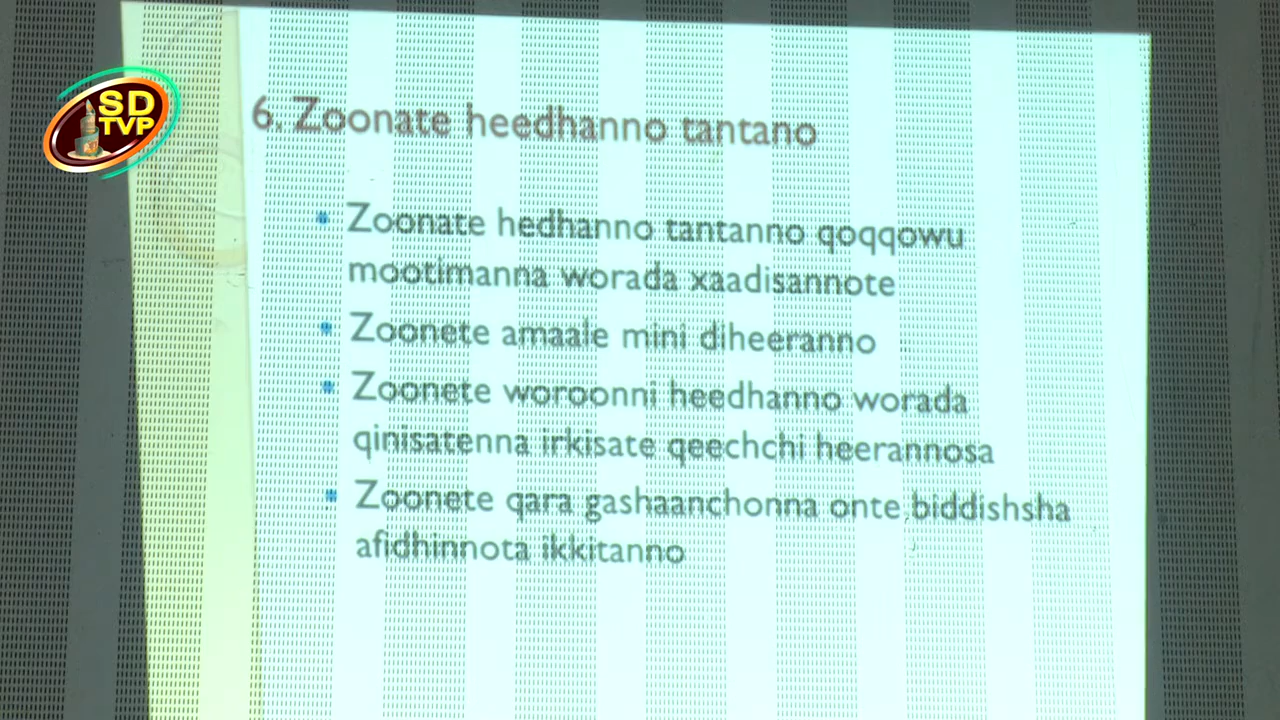 SD
TVP
6. Zoonate heedhanno tantano
Zoonate hedhanno tantanno qoqqowu
mootimanna worada xaadisannote
Zoonete amaale mini diheeranno
Zoonete woroonni heedhanno worada
qinisatenna irkisate qeechchi heerannosa
Zoonete qara gashaanchonna onte biddishsha
afidhinnota ikkitanno